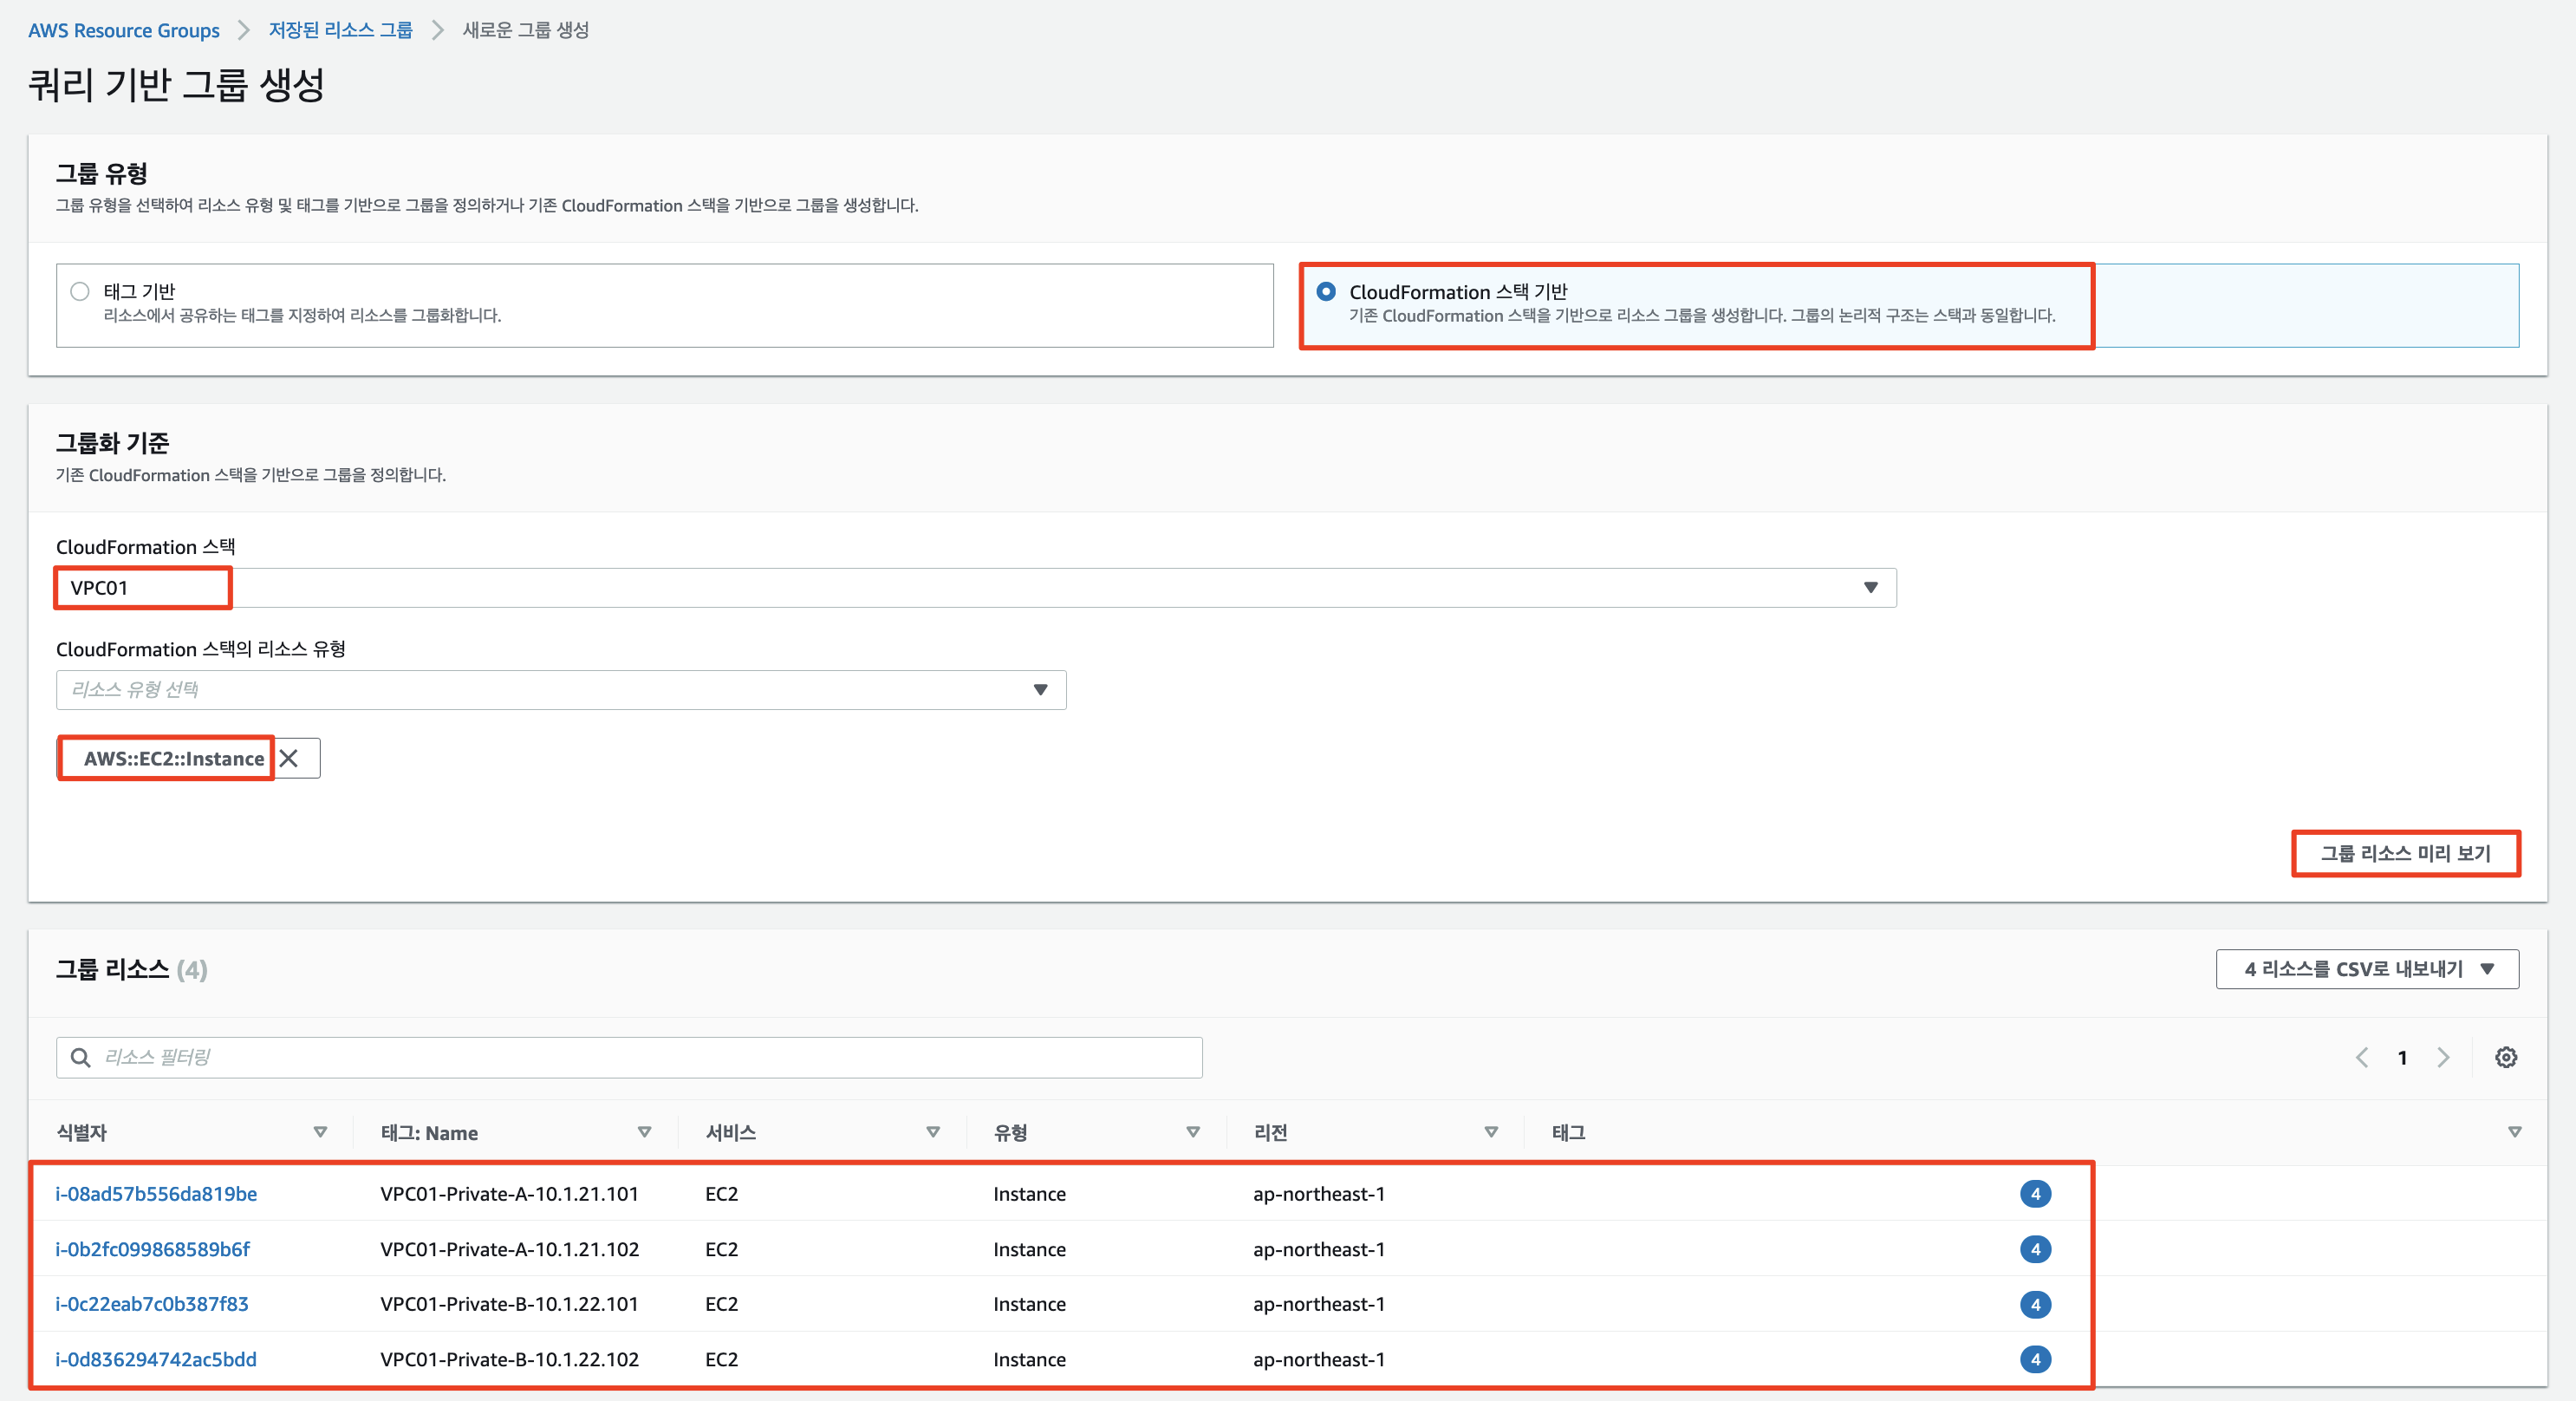 AWS Resource Groups > 저장된 리소스 그룹 > 새로운 그룹 생성
쿼리 기반 그룹 생성
그룹 유형
그룹 유형을 선택하여 리소스 유형 및 태그를 기반으로 그룹을 정의하거나 기존 CloudFormation 스택을 기반으로 그룹을 생성합니다.
태그 기반
리소스에서 공유하는 태그를 지정하여 리소스를 그룹화합니다.
CloudFormation 스택 기반
기존 CloudFormation 스택을 기반으로 리소스 그룹을 생성합니다. 그룹의 논리적 구조는 스택과 동일합니다.
그룹화 기준
기존 CloudFormation 스택을 기반으로 그룹을 정의합니다.
CloudFormation 스택
VPC01
CloudFormation 스택의 리소스 유형
리소스 유형 선택
AWS::EC2::Instance
그룹 리소스 미리 보기
그룹 리소스 (4)
4 리소스를 CSV로 내보내기
리소스 필터링
1
식별자 태그: Name 서비스 유형 리전 태그
i-08ad57b556da819be VPC01-Private-A-10.1.21.101 EC2 Instance ap-northeast-1 4
i-0b2fc099868589b6f VPC01-Private-A-10.1.21.102 EC2 Instance ap-northeast-1 4
i-0c22eab7c0b387f83 VPC01-Private-B-10.1.22.101 EC2 Instance ap-northeast-1 4
i-0d836294742ac5bdd VPC01-Private-B-10.1.22.102 EC2 Instance ap-northeast-1 4